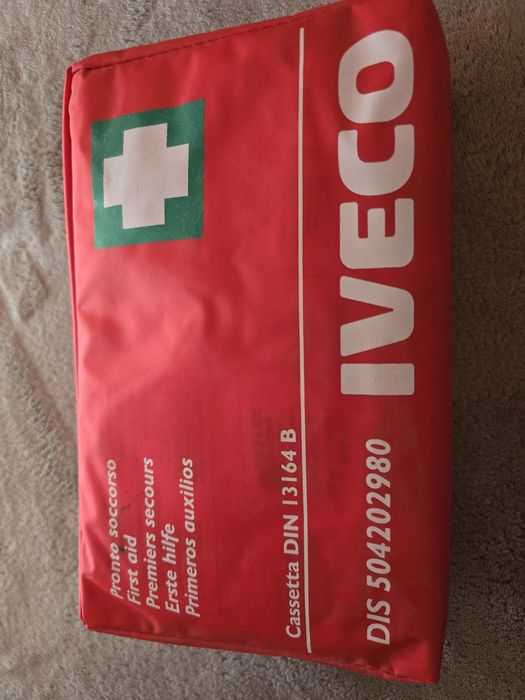 Pronto soccorso
First aid
Premiers secours
Erste hilfe
Primeros auxilios
Cassetta DIN 13164 B
DIS 504202980
IVECO